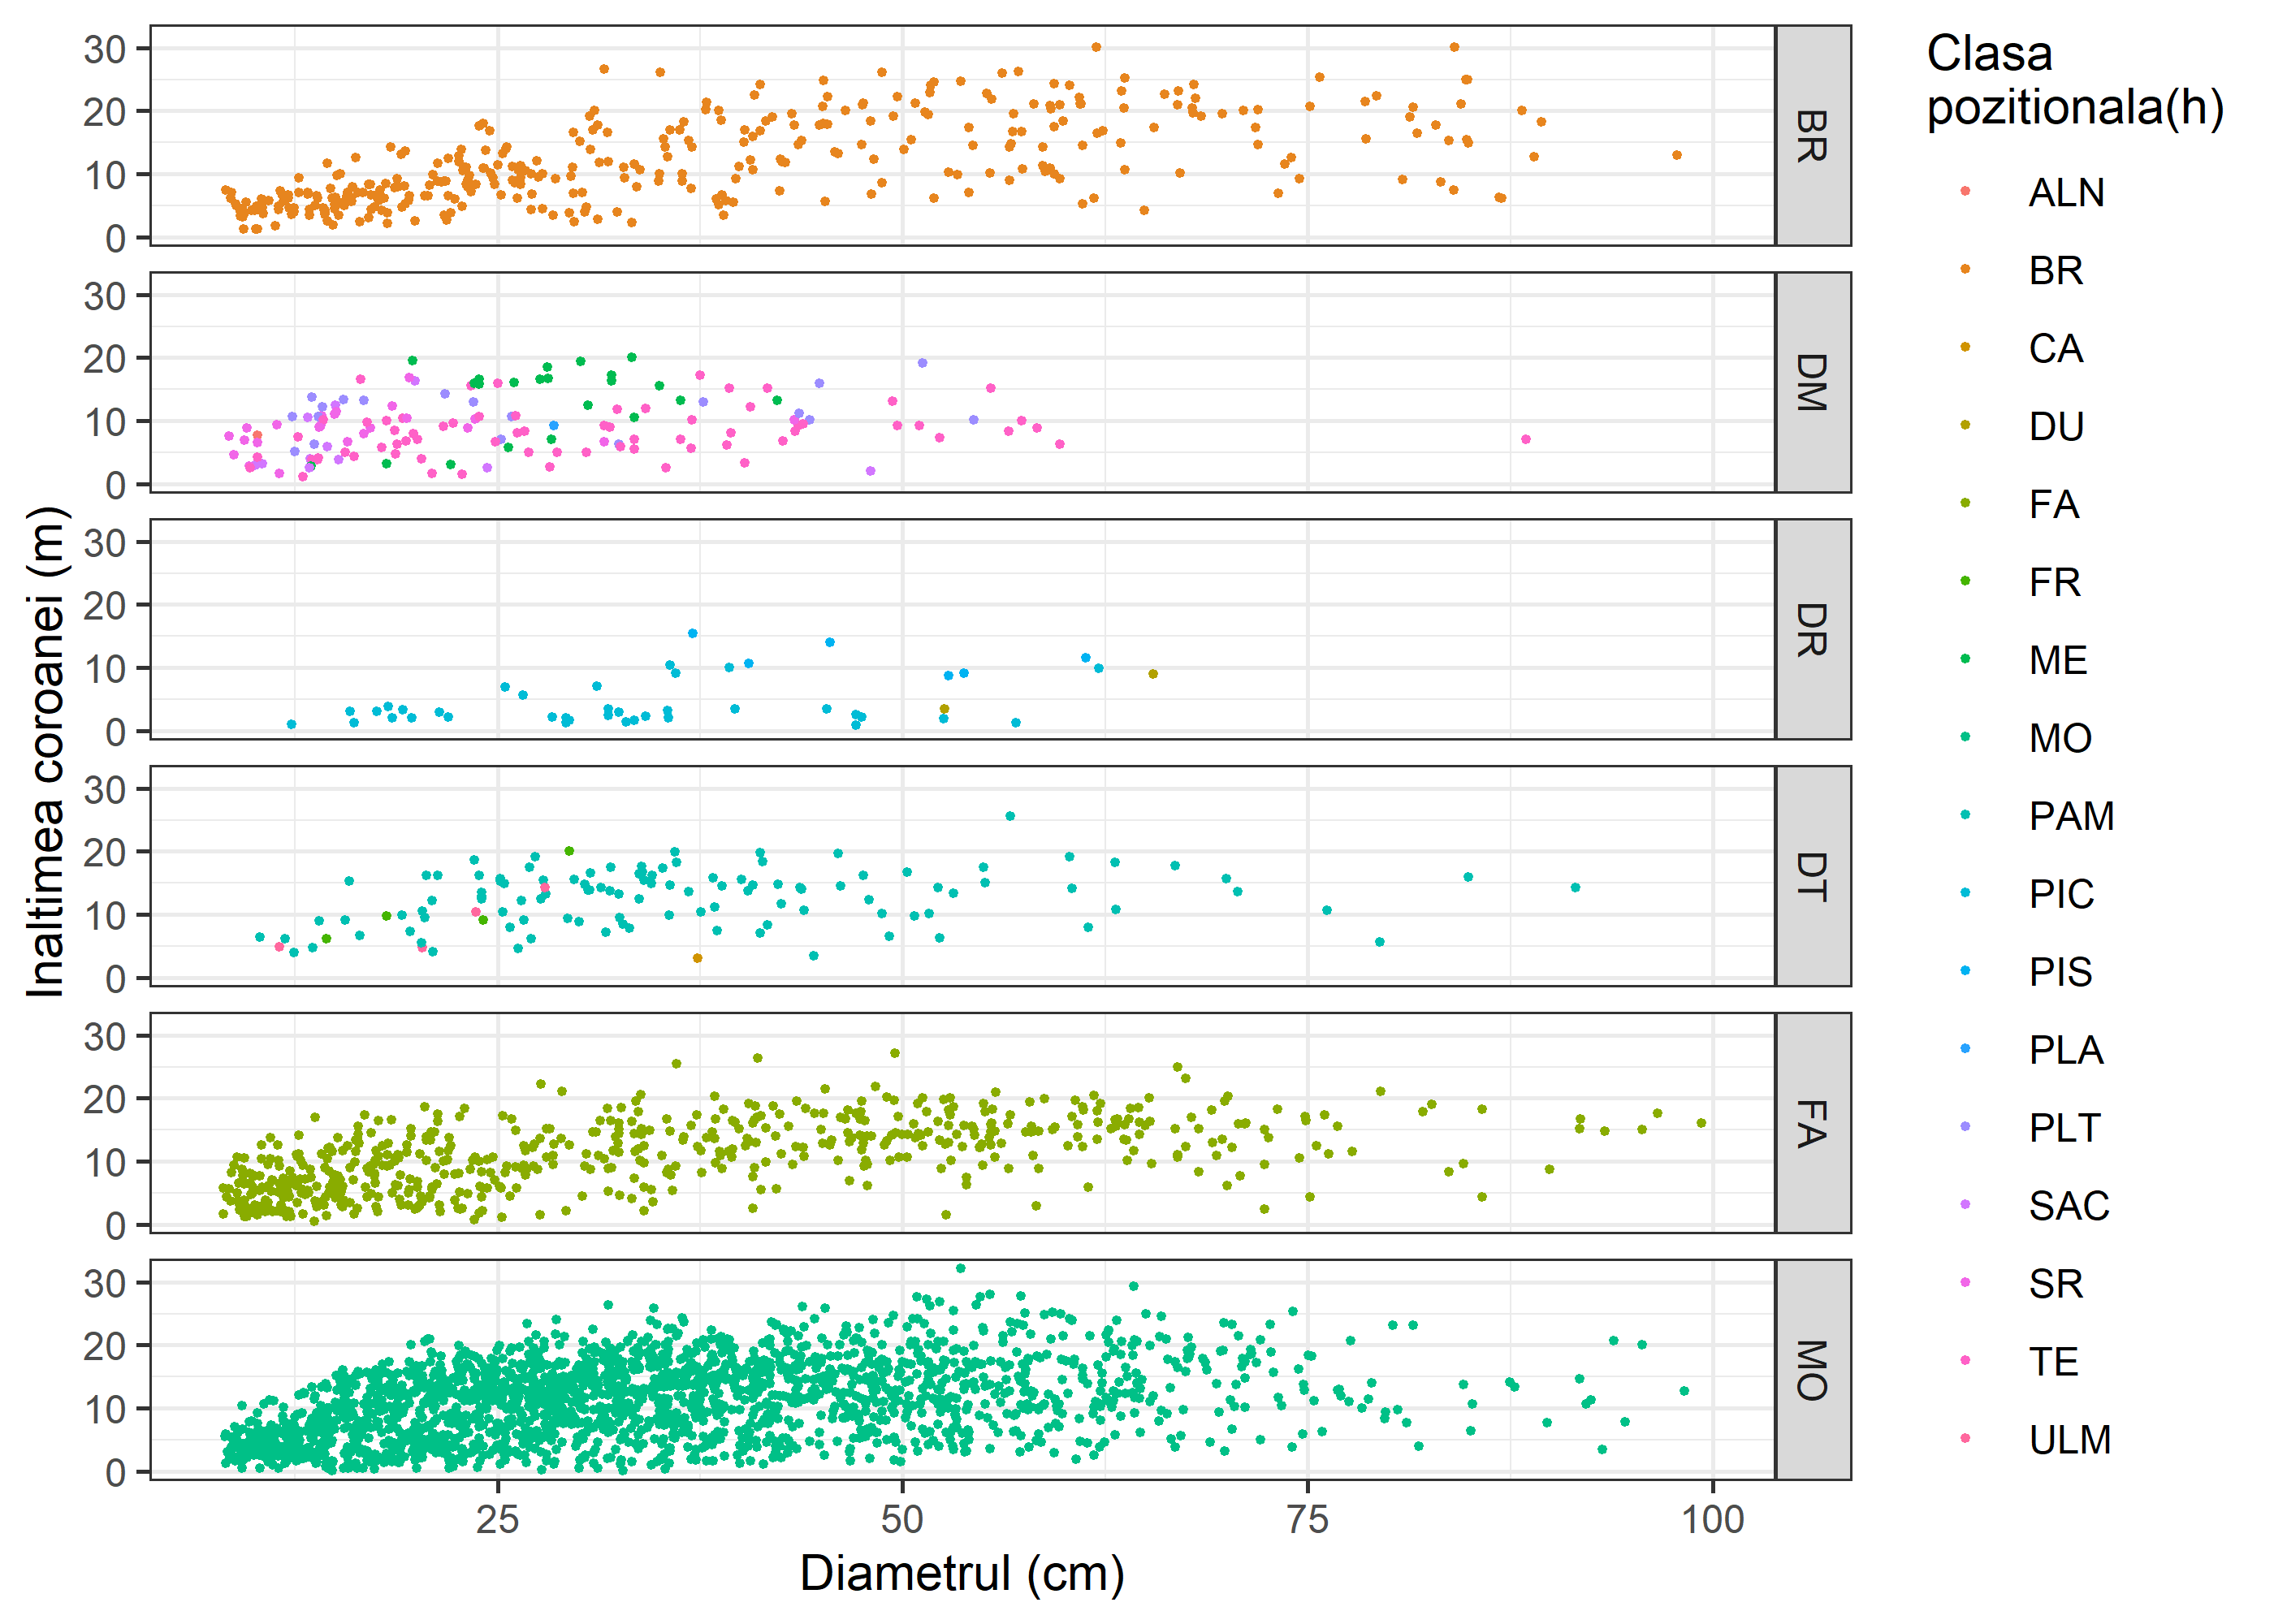 Inaltimea coroanei (m)
30
20
10
0
BR
30
20
10
0
DM
30
20
10
0
DR
30
20
10
0
DT
30
20
10
0
FA
30
20
10
0
MO
25 50 75 100
Diametrul (cm)
Clasa
pozitionala(h)
ALN
BR
CA
DU
FA
FR
ME
MO
PAM
PIC
PIS
PLA
PLT
SAC
SR
TE
ULM